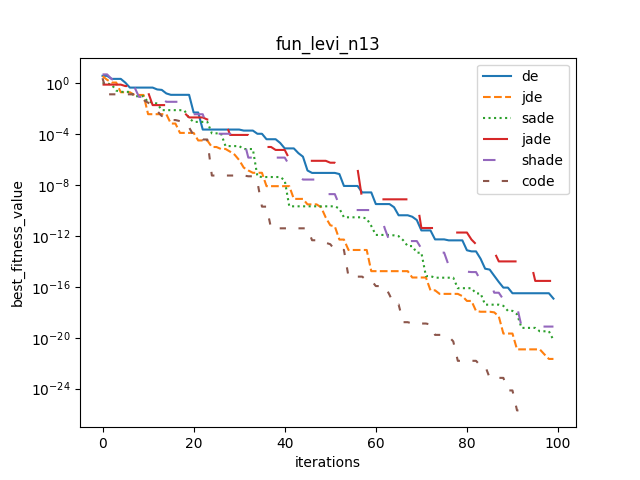 fun_levi_n13
best_fitness_value
10^0
10^-4
10^-8
10^-12
10^-16
10^-20
10^-24
de
jde
sade
jade
shade
code
0 20 40 60 80 100
iterations